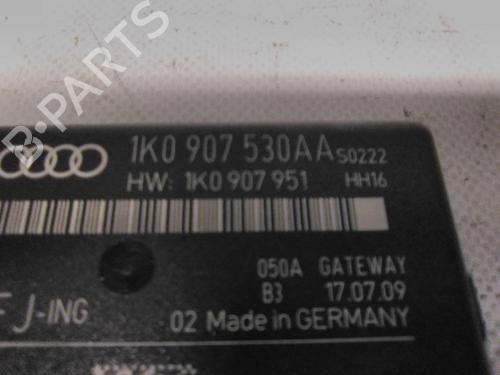 1K0 907 530AA S0222
HW: 1K0 907 951 HH16
050A GATEWAY
B3 17.07.09
J-ING
02 Made in GERMANY